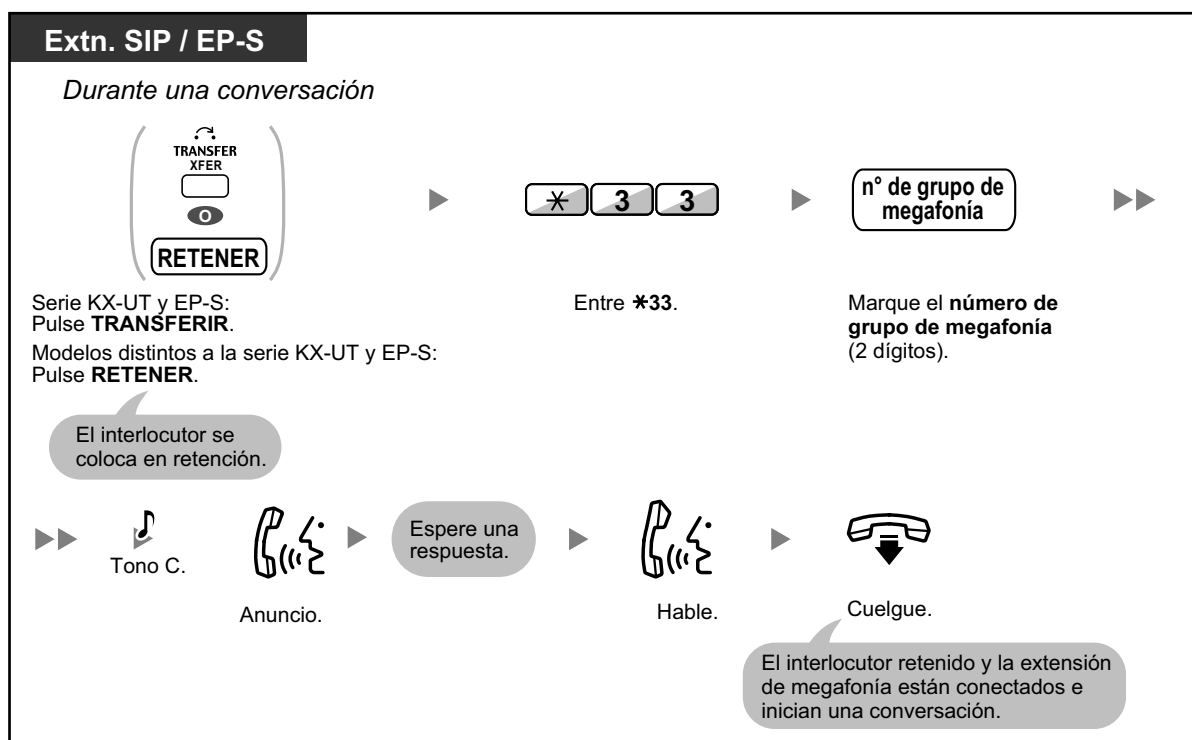 Extn. SIP / EP-S
Durante una conversación
TRANSFER
XFER
O
RETENER
* 3 3
n° de grupo de
megafonía
Serie KX-UT y EP-S:
Pulse TRANSFERIR.
Modelos distintos a la serie KX-UT y EP-S:
Pulse RETENER.
Entre *33.
Marque el número de
grupo de megafonía
(2 dígitos).
El interlocutor se
coloca en retención.
Tono C.
Anuncio.
Espere una
respuesta.
Hable.
Cuelgue.
El interlocutor retenido y la extensión
de megafonía están conectados e
inician una conversación.